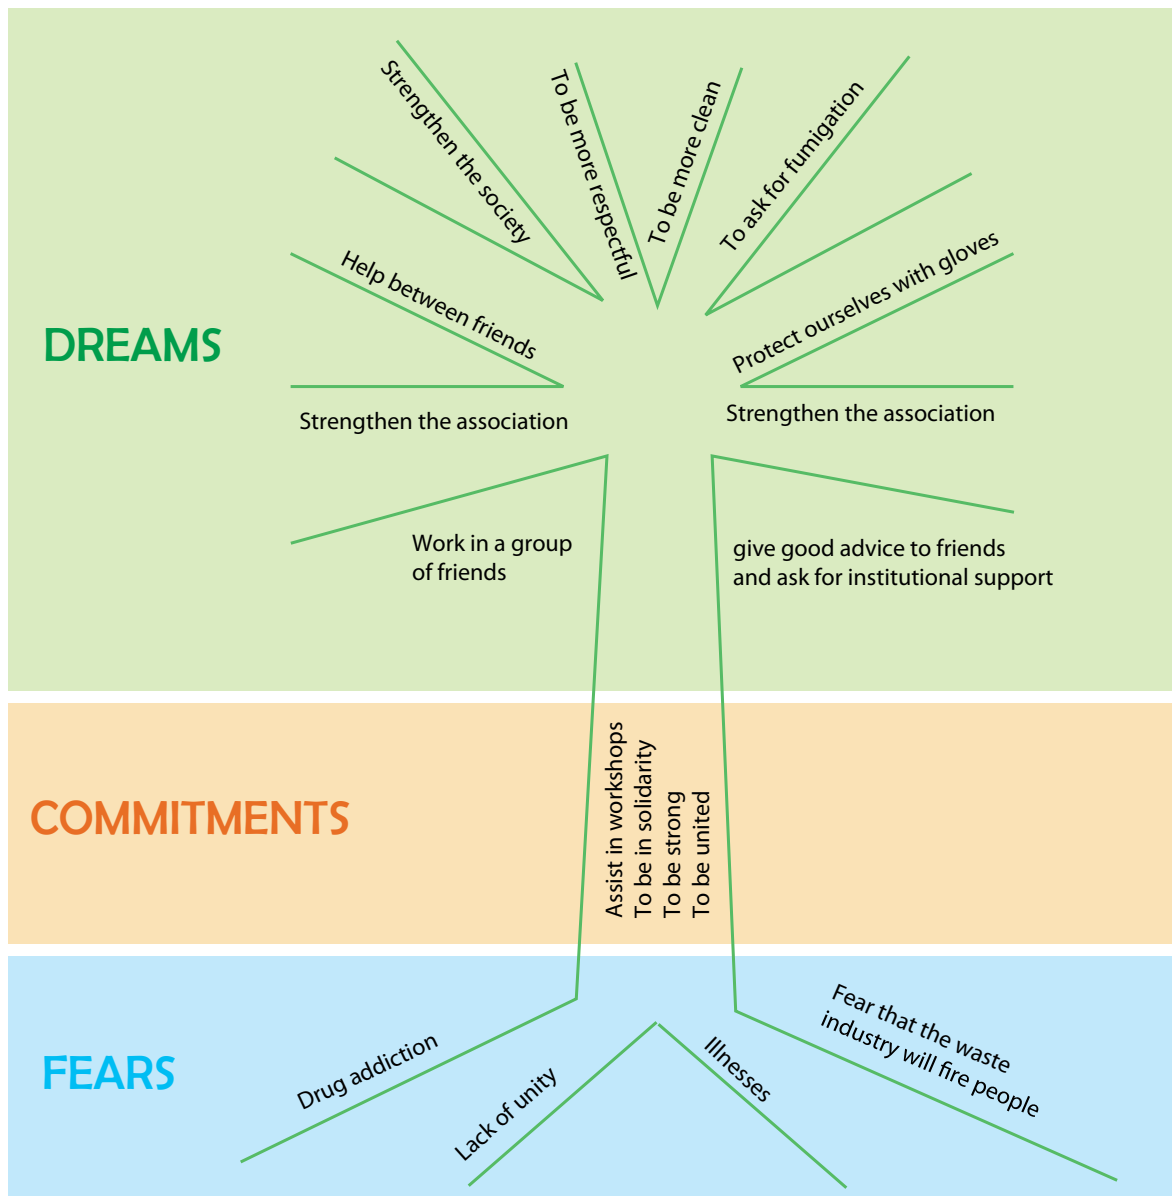 DREAMS
Strengthen the society
To be more respectful
To be more clean
To ask for fumigation
Help between friends
Protect ourselves with gloves
Strengthen the association
Strengthen the association
Work in a group
of friends
give good advice to friends
and ask for institutional support
COMMITMENTS
Assist in workshops
To be in solidarity
To be strong
To be united
FEARS
Drug addiction
Lack of unity
Illnesses
Fear that the waste
industry will fire people